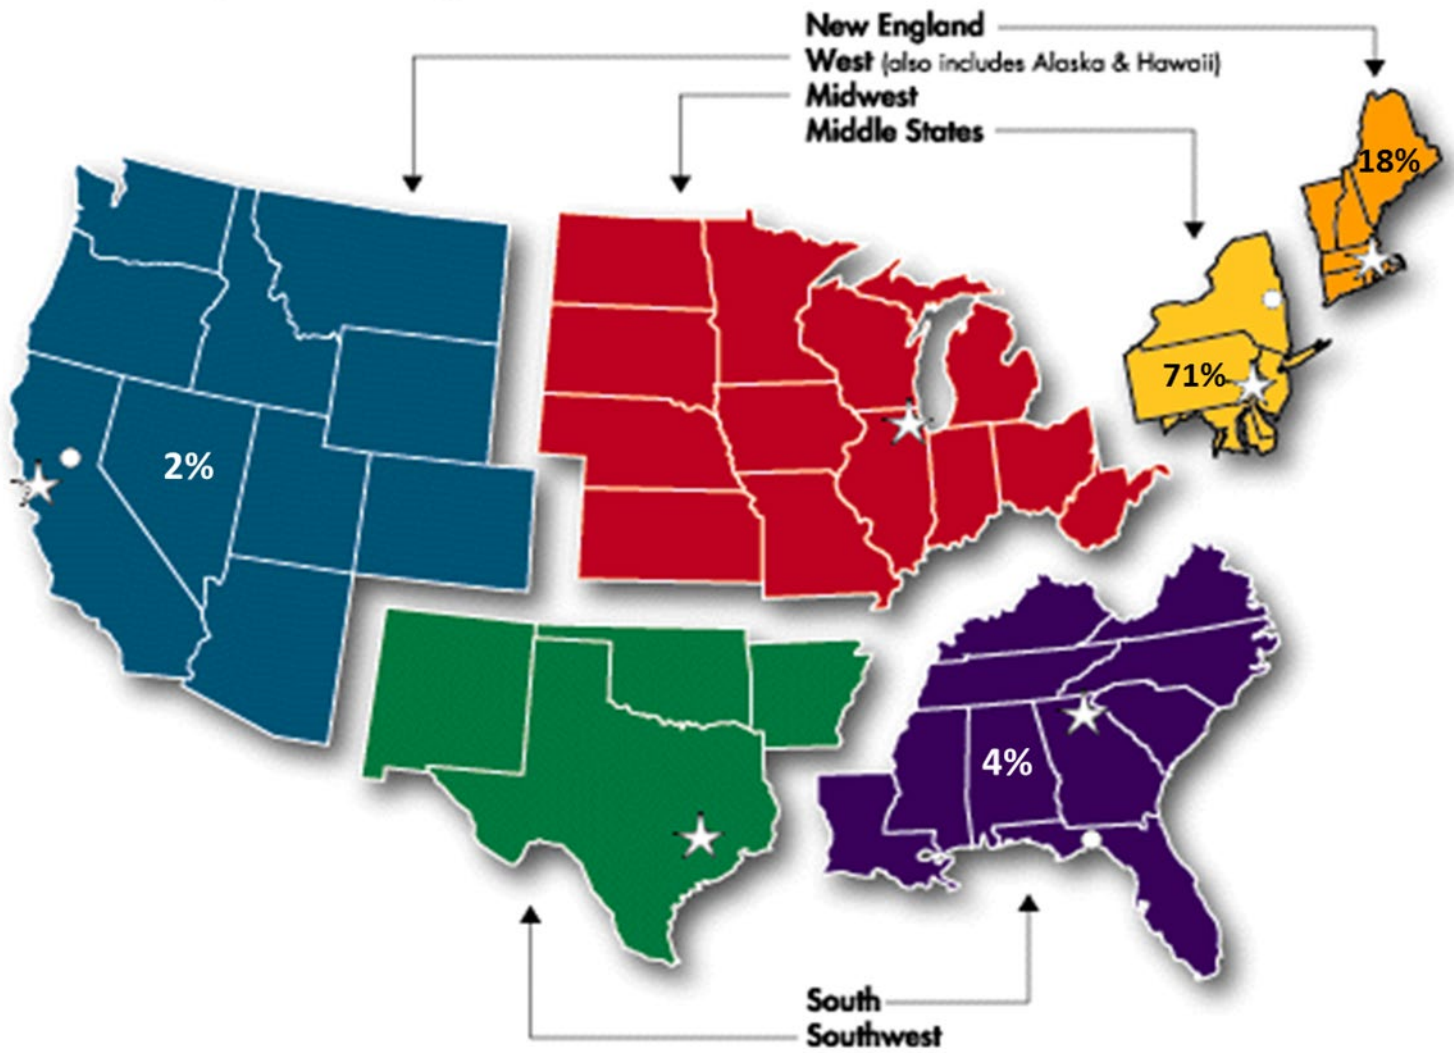 New England
West (also includes Alaska & Hawaii)
Midwest
Middle States
18%
71%
2%
4%
South
Southwest